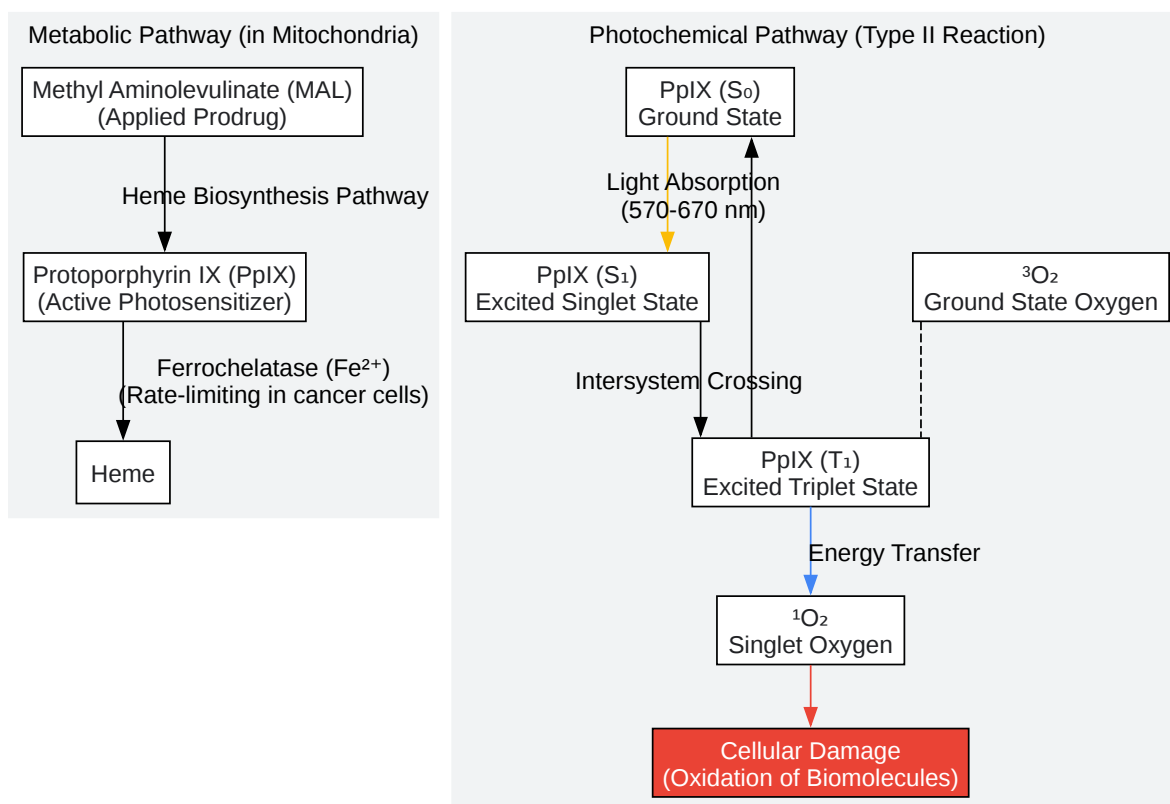 Metabolic Pathway (in Mitochondria)
Methyl Aminolevulinate (MAL)
(Applied Prodrug)
Heme Biosynthesis Pathway
Protoporphyrin IX (PpIX)
(Active Photosensitizer)
Ferrochelatase (Fe²⁺)
(Rate-limiting in cancer cells)
Heme
Photochemical Pathway (Type II Reaction)
PpIX (S₀)
Ground State
Light Absorption
(570-670 nm)
PpIX (S₁)
Excited Singlet State
³O₂
Ground State Oxygen
Intersystem Crossing
PpIX (T₁)
Excited Triplet State
Energy Transfer
¹O₂
Singlet Oxygen
Cellular Damage
(Oxidation of Biomolecules)